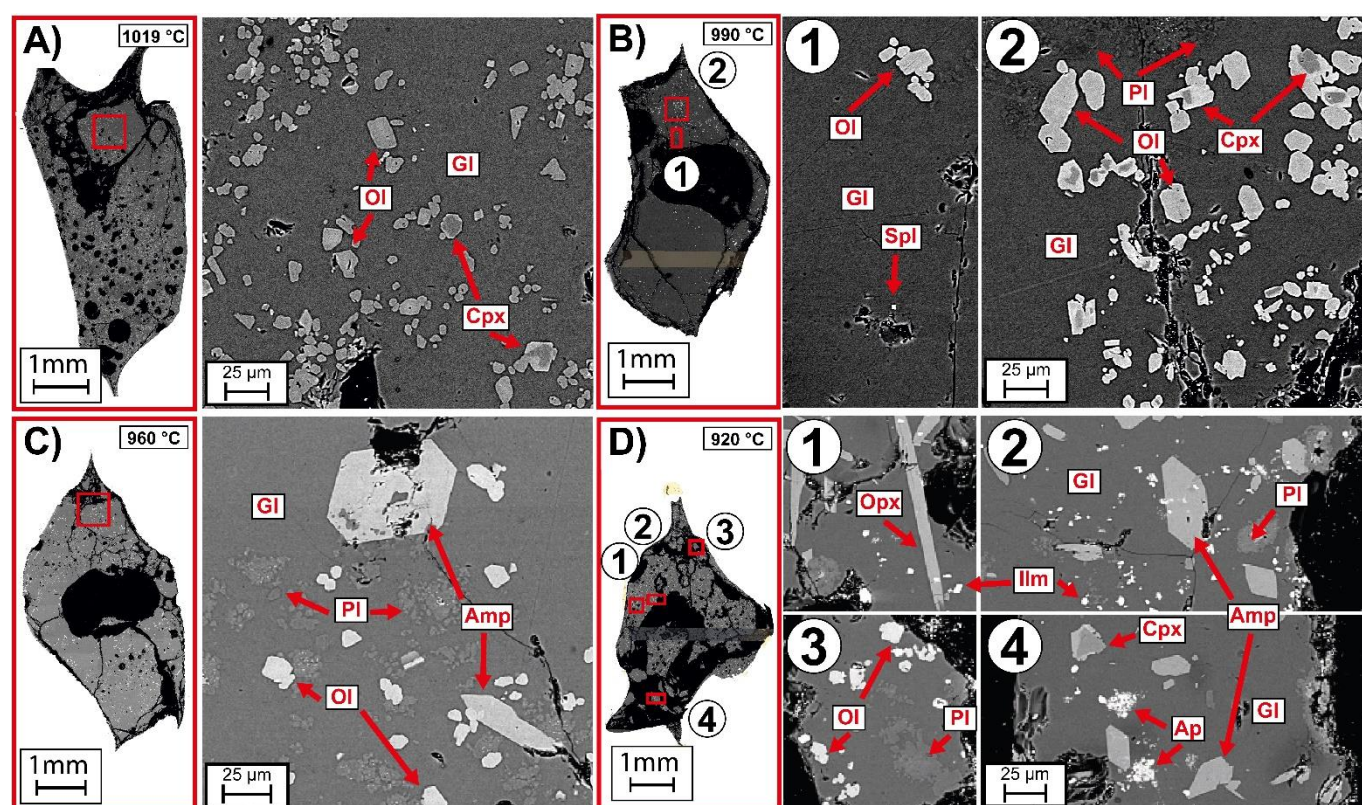 A)
1019 °C
1mm
Ol
Gl
Cpx
25 µm
B)
990 °C
2
1
1mm
1
Ol
Gl
Spl
25 µm
2
Pl
Ol
Cpx
Gl
C)
960 °C
1mm
Gl
Pl
Amp
Ol
25 µm
D)
920 °C
2
3
1
4
1mm
1
Opx
Ilm
2
Gl
Pl
Amp
3
Ol
Pl
4
Cpx
Ap
Gl
25 µm